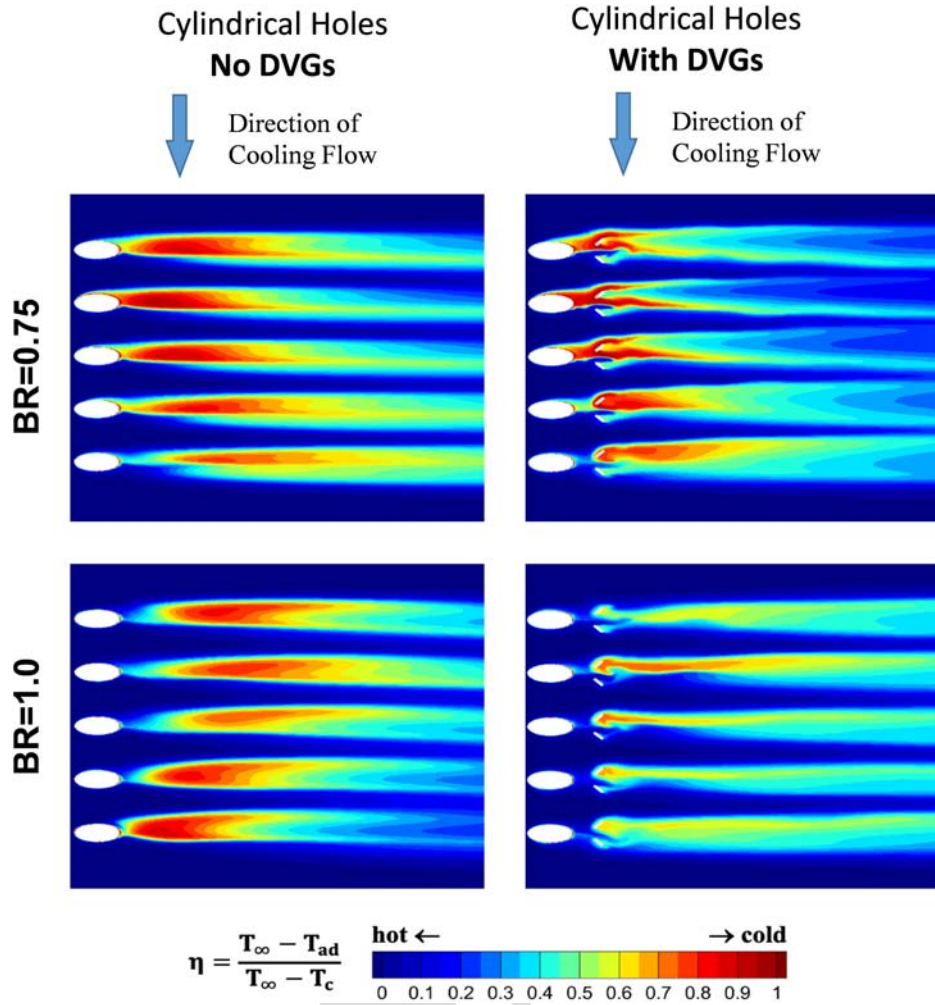 Cylindrical Holes
No DVGs
Direction of
Cooling Flow
Cylindrical Holes
With DVGs
Direction of
Cooling Flow
BR=0.75
BR=1.0
η = (T∞ − Tad) / (T∞ − Tc)
hot ← → cold
0 0.1 0.2 0.3 0.4 0.5 0.6 0.7 0.8 0.9 1